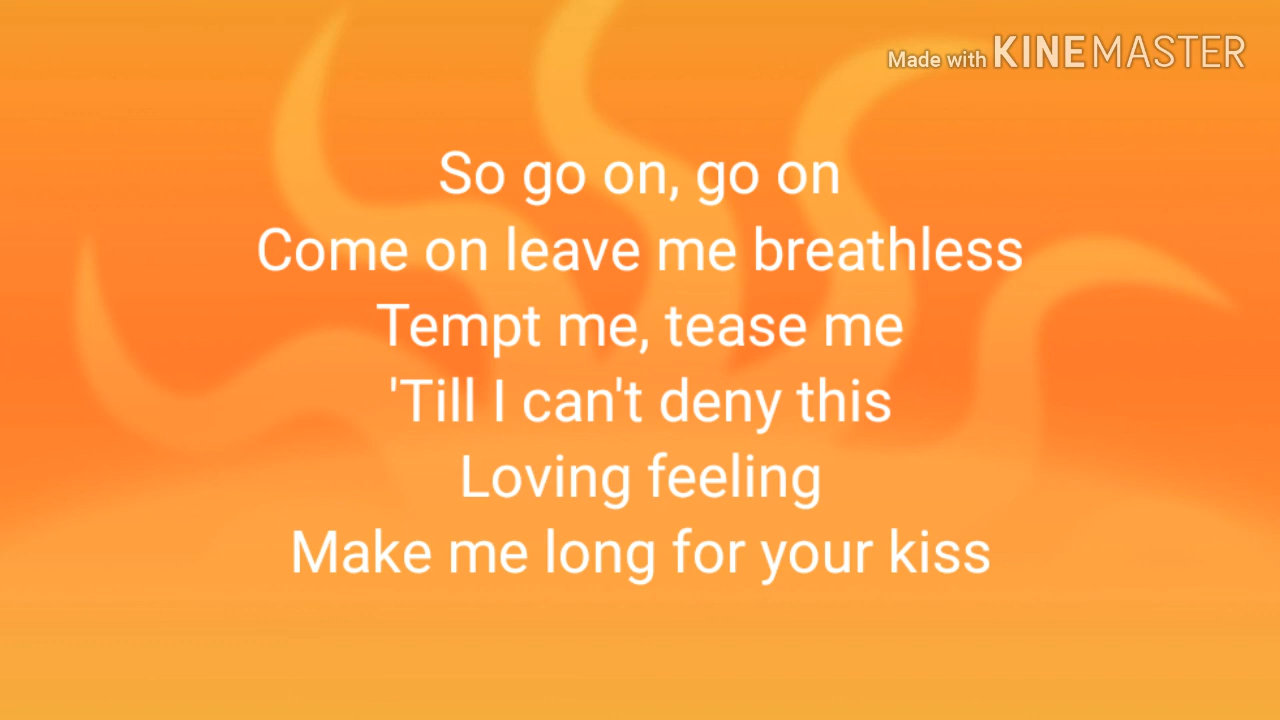 Made with KINEMASTER
So go on, go on
Come on leave me breathless
Tempt me, tease me
'Till I can't deny this
Loving feeling
Make me long for your kiss